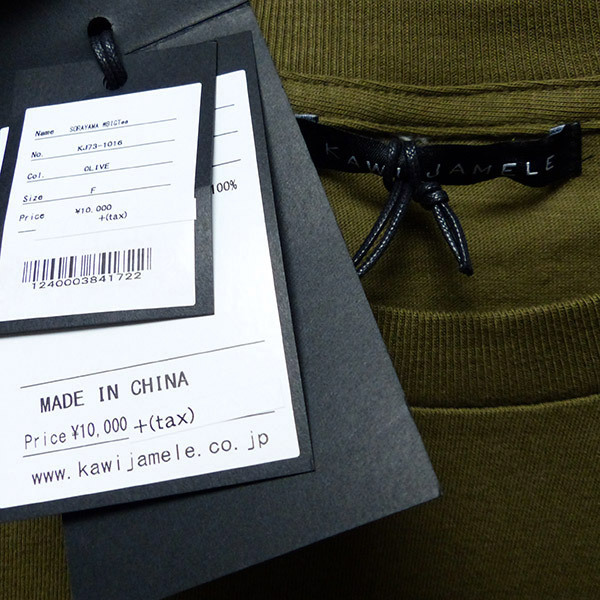 Name SORAYAMA MBIGTee
No. KJ73-1016
Col. OLIVE
Size F
Price ¥10,000
+(tax)
1240003841722
100%
MADE IN CHINA
Price ¥10,000 +(tax)
www.kawijamele.co.jp
KAWI JAMELE